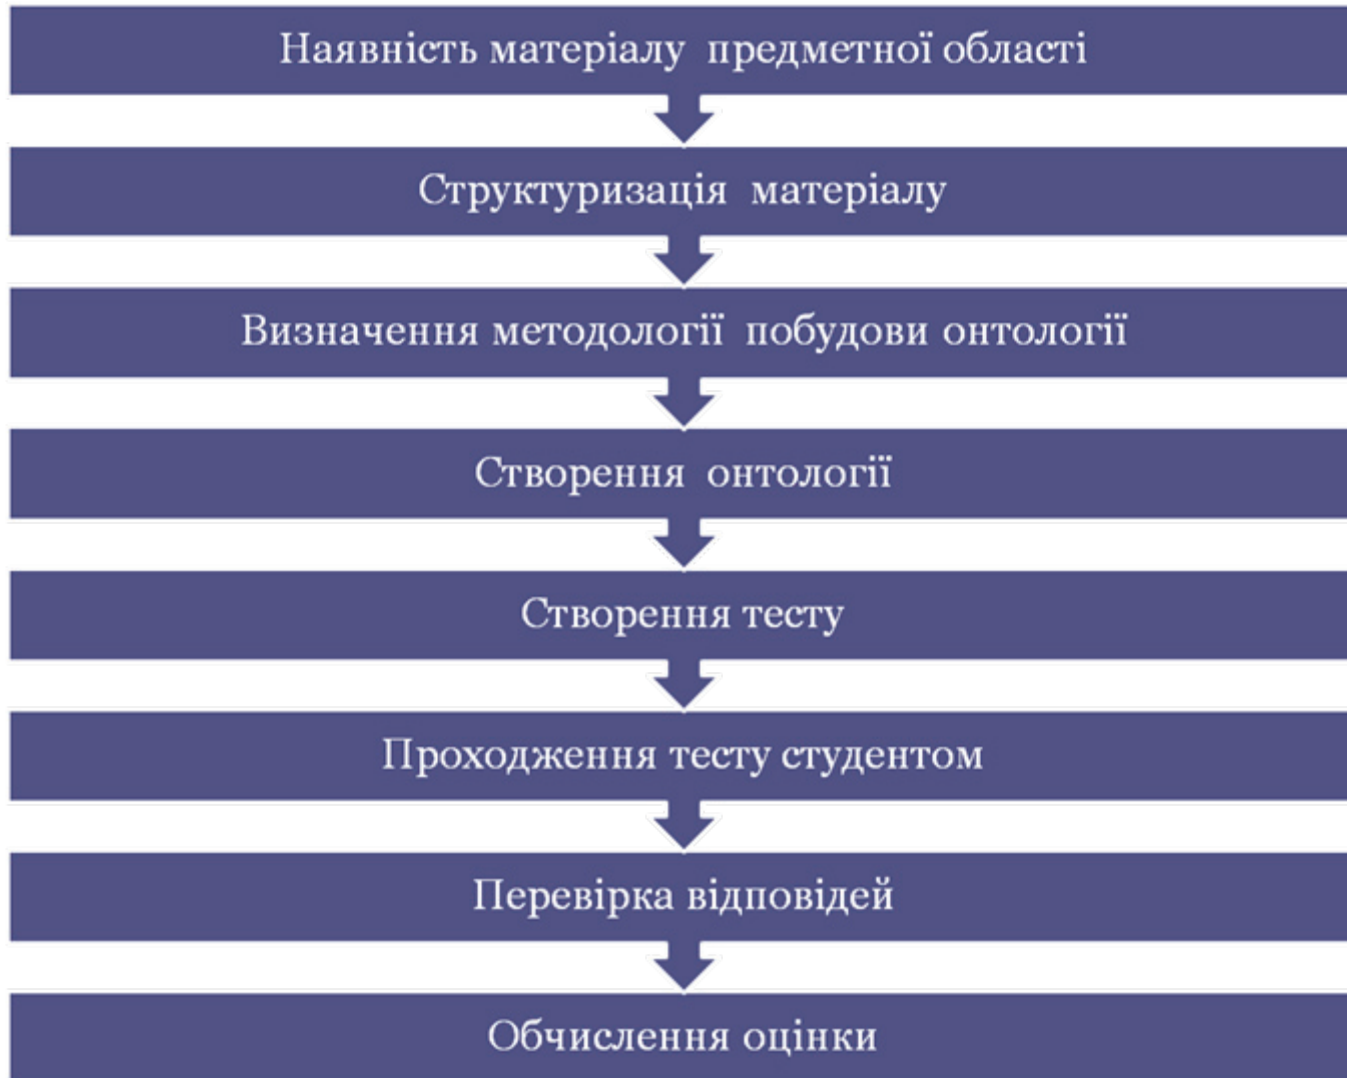 Наявність матеріалу предметної області
Структуризація матеріалу
Визначення методології побудови онтології
Створення онтології
Створення тесту
Проходження тесту студентом
Перевірка відповідей
Обчислення оцінки